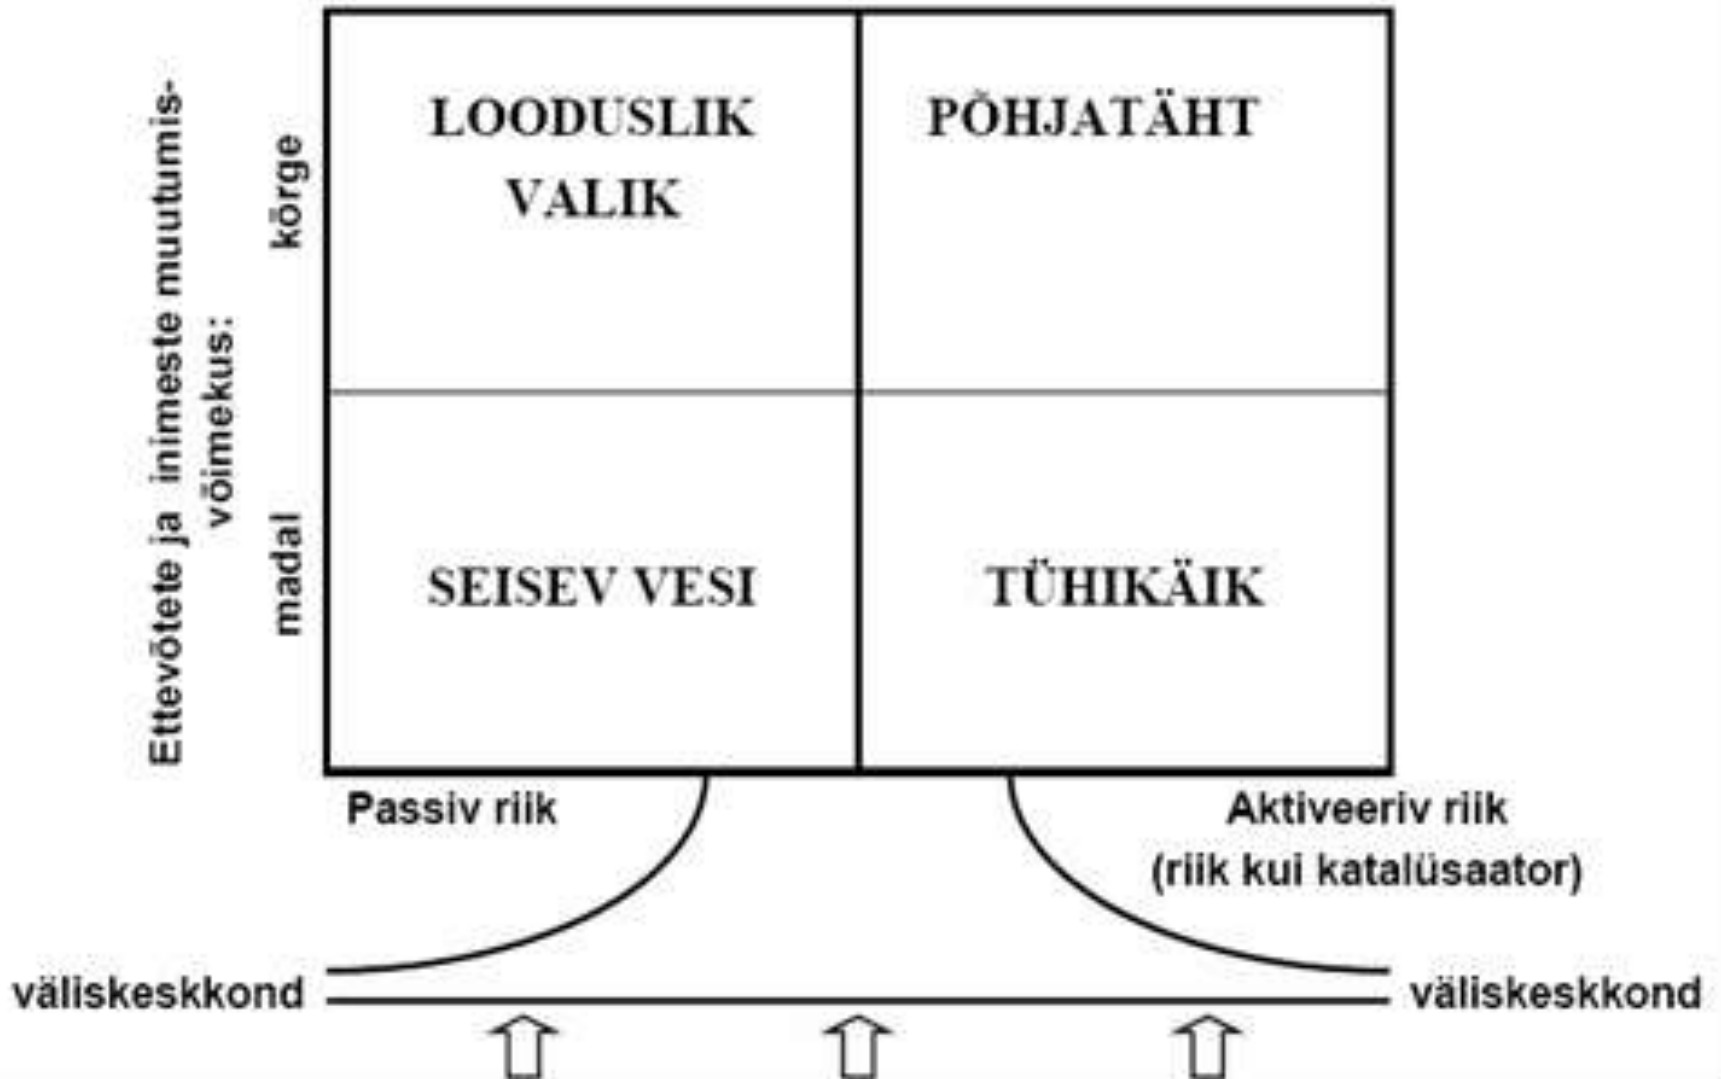 Ettevõtete ja inimeste muutumis-
võimekus:
kõrge
madal
LOODUSLIK
VALIK
PÕHJATÄHT
SEISEV VESI
TÜHIKÄIK
Passiv riik
Aktiveeriv riik
(riik kui katalüsaator)
väliskeskkond
väliskeskkond